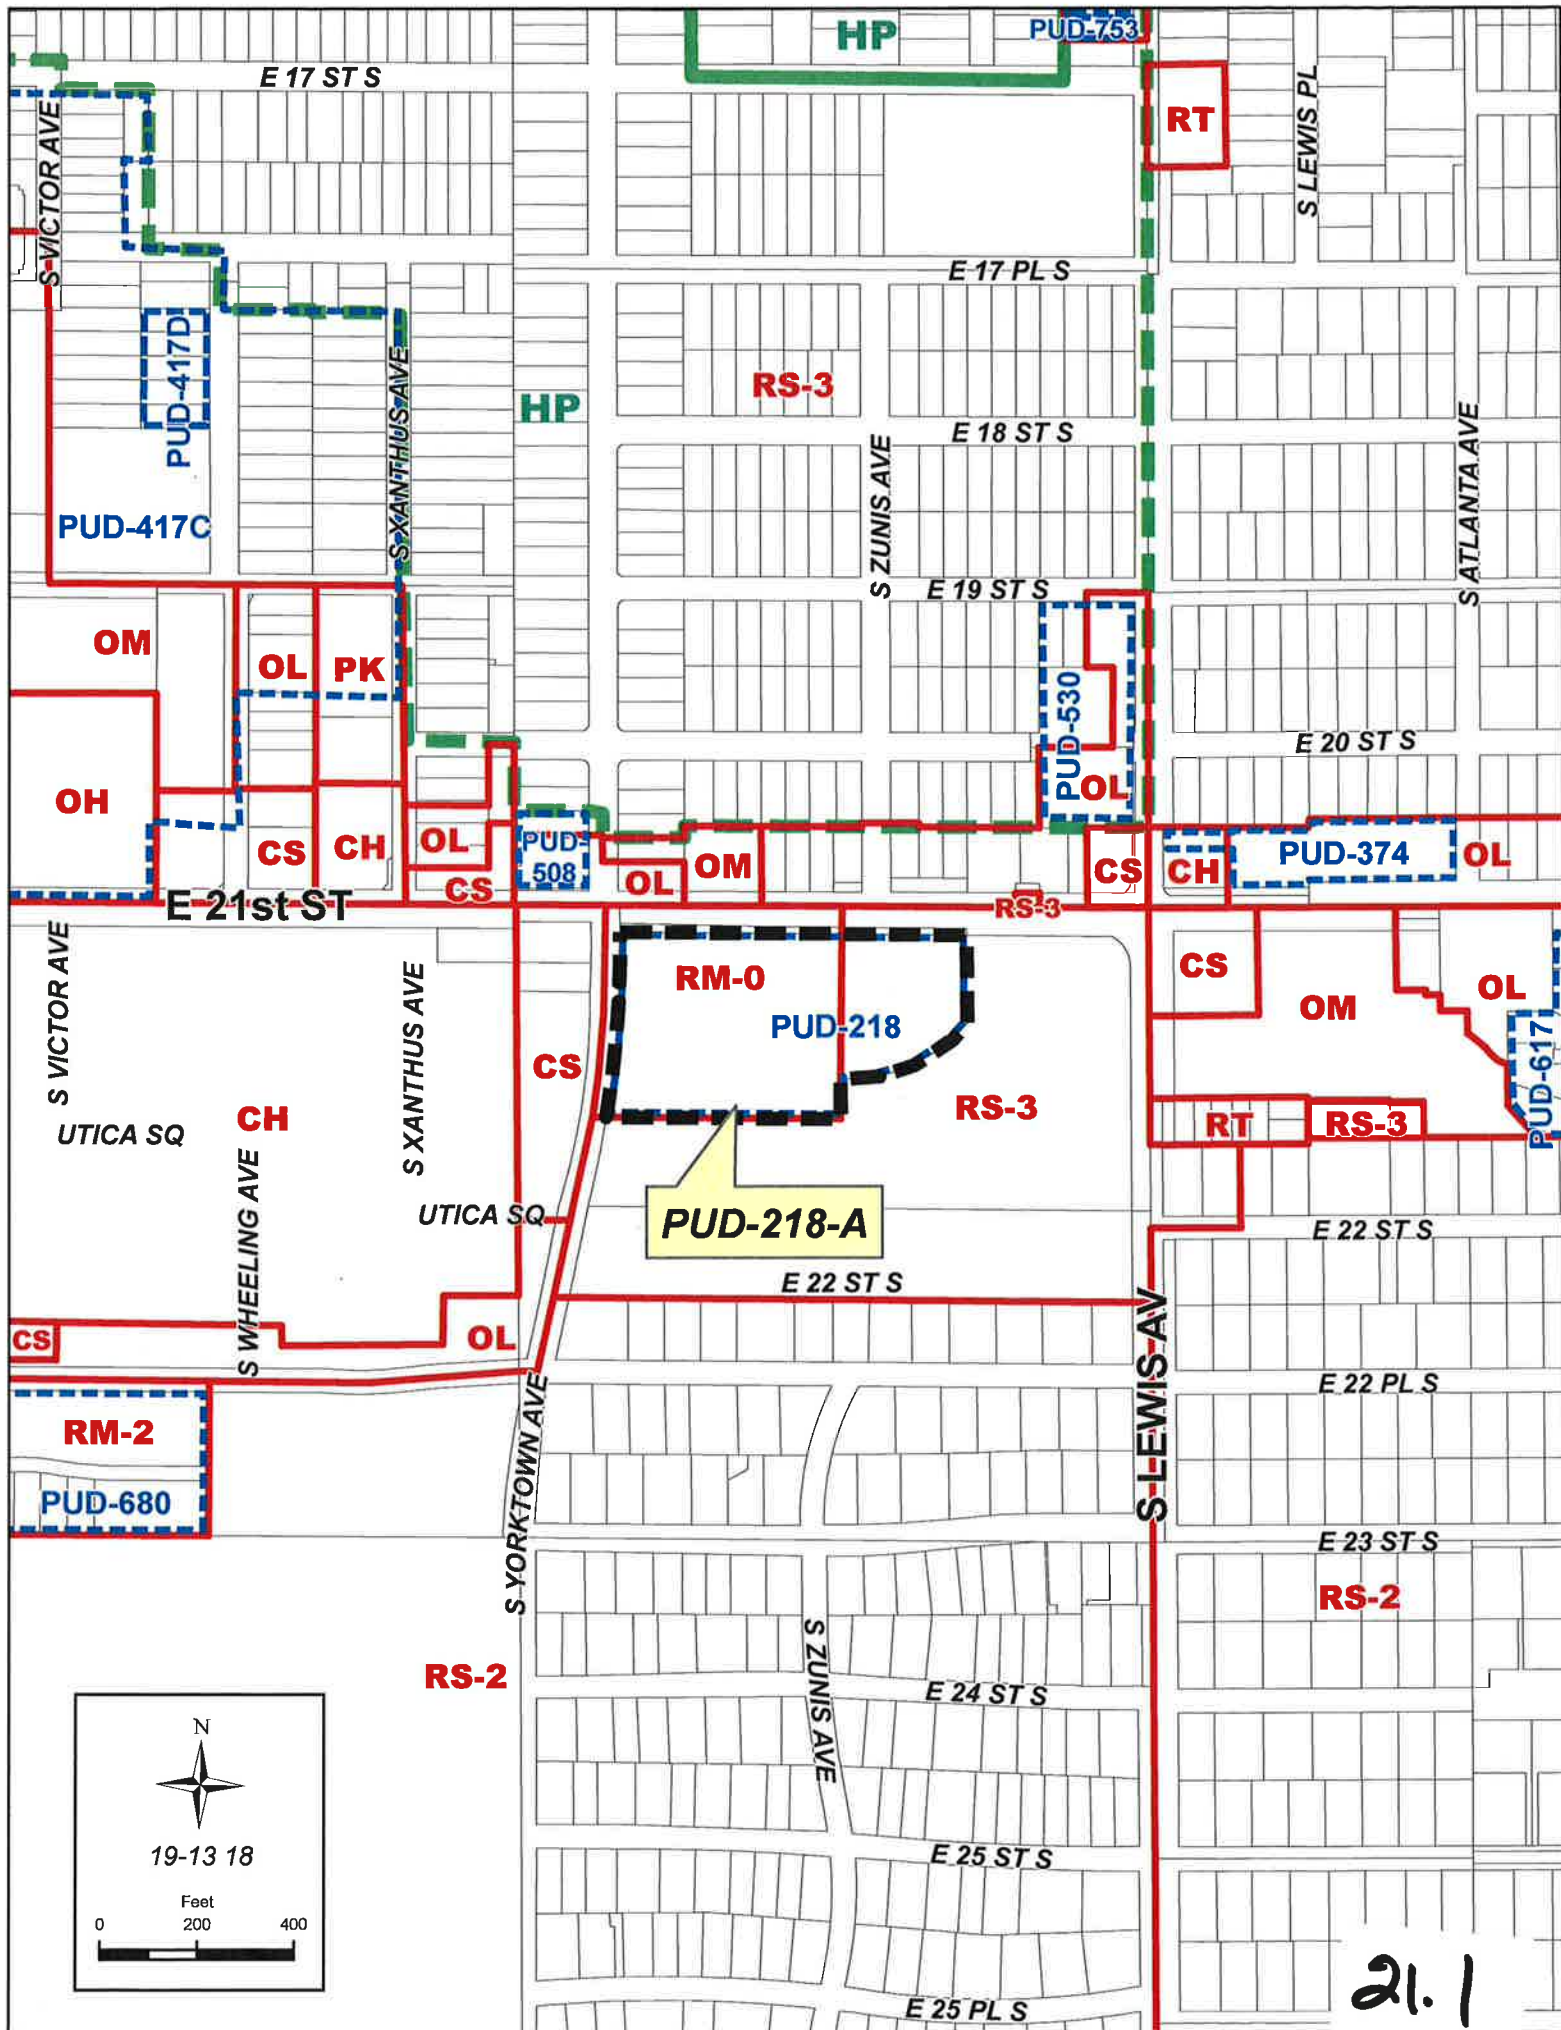 HP
PUD-753
E 17 ST S
RT
S LEWIS PL
S VICTOR AVE
E 17 PL S
PUD-417D
RS-3
HP
S XANTHUS AVE
E 18 ST S
S ZUNIS AVE
S ATLANTA AVE
PUD-417C
E 19 ST S
OM
OL
PK
PUD-530
E 20 ST S
OH
OL
CS
CH
OL
CS
PUD
508
OL
OM
CS
CH
PUD-374
OL
E 21st ST
RS-3
S VICTOR AVE
S XANTHUS AVE
RM-0
PUD-218
CS
OM
OL
PUD-617
CS
CH
UTICA SQ
RS-3
RT
RS-3
S WHEELING AVE
UTICA SQ
PUD-218-A
E 22 ST S
E 22 ST S
CS
OL
S LEWIS AV
E 22 PL S
RM-2
S YORKTOWN AVE
PUD-680
E 23 ST S
RS-2
RS-2
S ZUNIS AVE
E 24 ST S
N
19-13 18
Feet
0 200 400
E 25 ST S
E 25 PL S
21.1